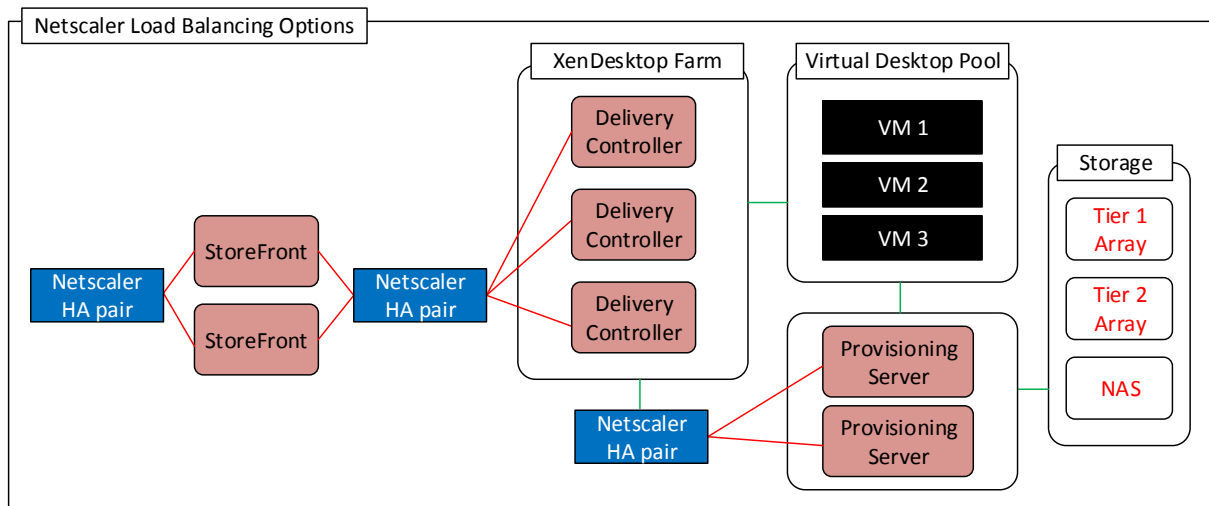 Netscaler Load Balancing Options
XenDesktop Farm
Virtual Desktop Pool
Delivery
Controller
VM 1
Storage
VM 2
Tier 1
Array
Delivery
Controller
StoreFront
VM 3
Netscaler
HA pair
Netscaler
HA pair
Tier 2
Array
Delivery
Controller
StoreFront
Provisioning
Server
NAS
Netscaler
HA pair
Provisioning
Server